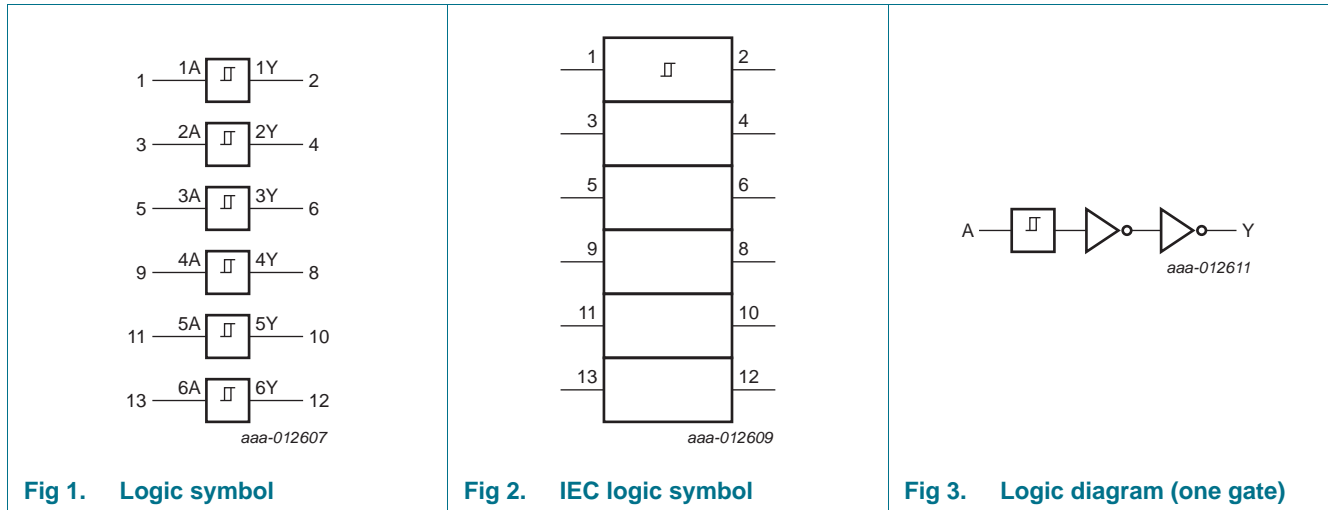 1 1A 1Y 2
3 2A 2Y 4
5 3A 3Y 6
9 4A 4Y 8
11 5A 5Y 10
13 6A 6Y 12
aaa-012607
Fig 1. Logic symbol
1 2
3 4
5 6
9 8
11 10
13 12
aaa-012609
Fig 2. IEC logic symbol
A Y
aaa-012611
Fig 3. Logic diagram (one gate)